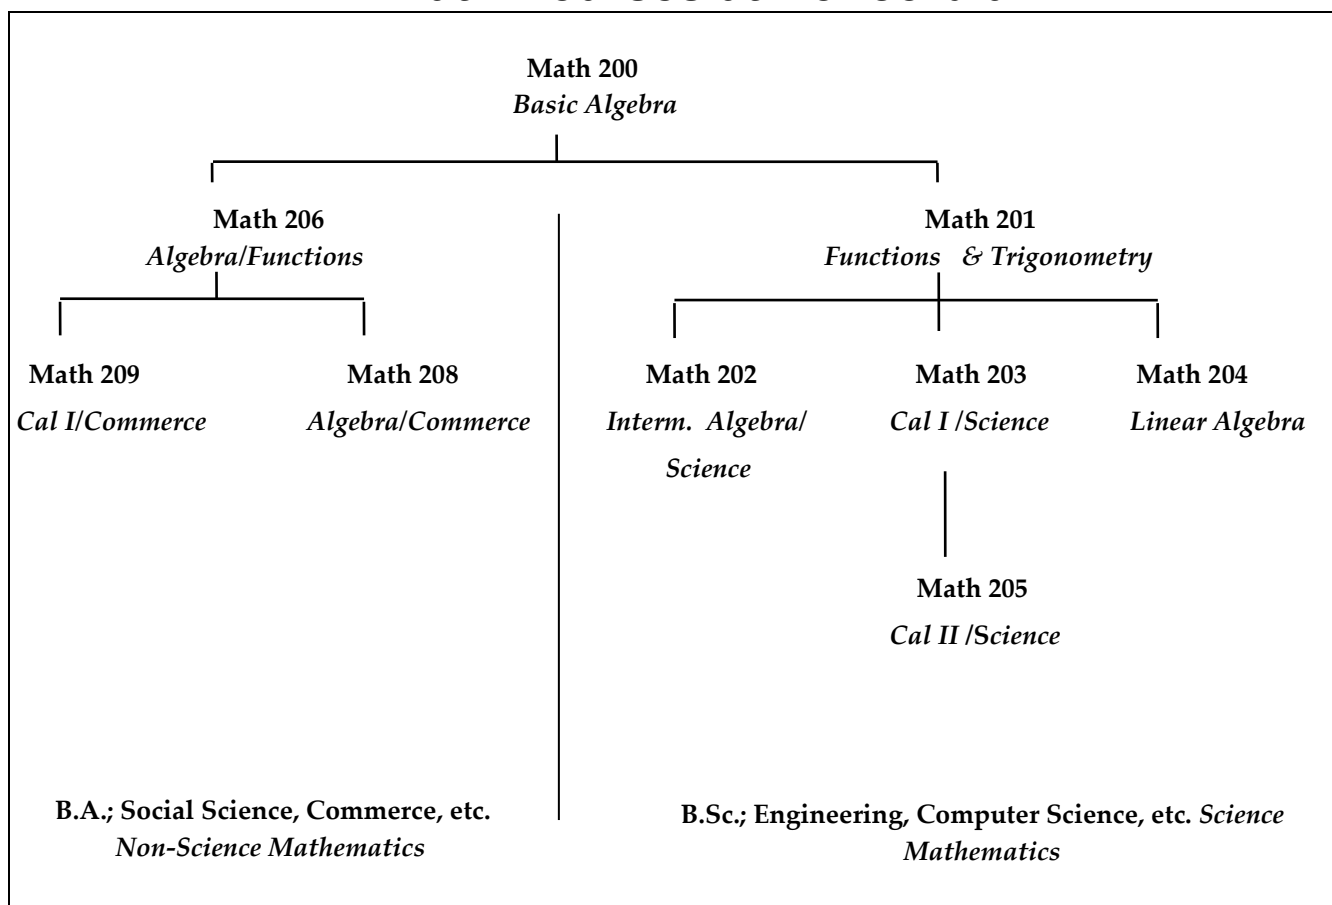 Math 200
Basic Algebra
Math 206
Algebra/Functions
Math 201
Functions & Trigonometry
Math 209
Cal I/Commerce
Math 208
Algebra/Commerce
Math 202
Interm. Algebra/
Science
Math 203
Cal I /Science
Math 204
Linear Algebra
Math 205
Cal II /Science
B.A.; Social Science, Commerce, etc.
Non-Science Mathematics
B.Sc.; Engineering, Computer Science, etc. Science
Mathematics